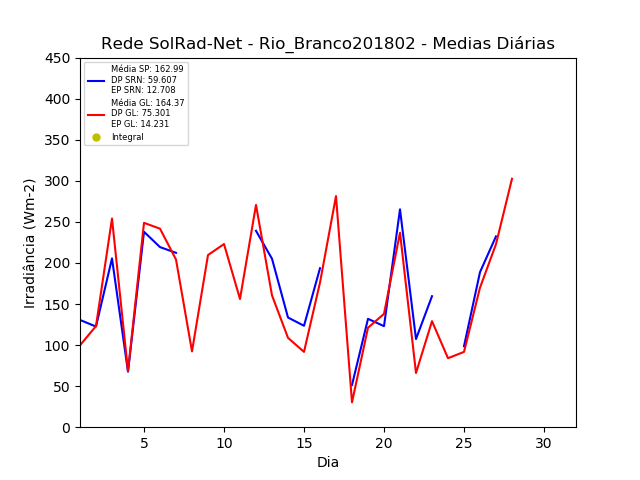 Rede SolRad-Net - Rio_Branco201802 - Medias Diárias
450
400
350
300
250
200
150
100
50
0
Irradiância (Wm-2)
Média SP: 162.99
DP SRN: 59.607
EP SRN: 12.708
Média GL: 164.37
DP GL: 75.301
EP GL: 14.231
Integral
5
10
15
20
25
30
Dia